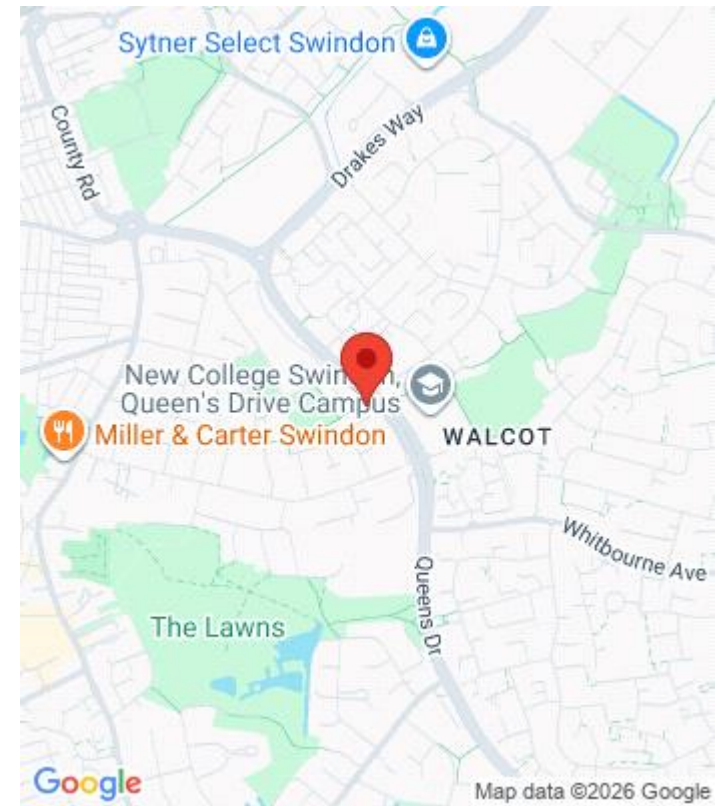 Sytner Select Swindon
County Rd
Drakes Way
New College Swindon,
Queen's Drive Campus
Miller & Carter Swindon
WALCOT
Whitbourne Ave
Queens Dr
The Lawns
Google
Map data ©2026 Google